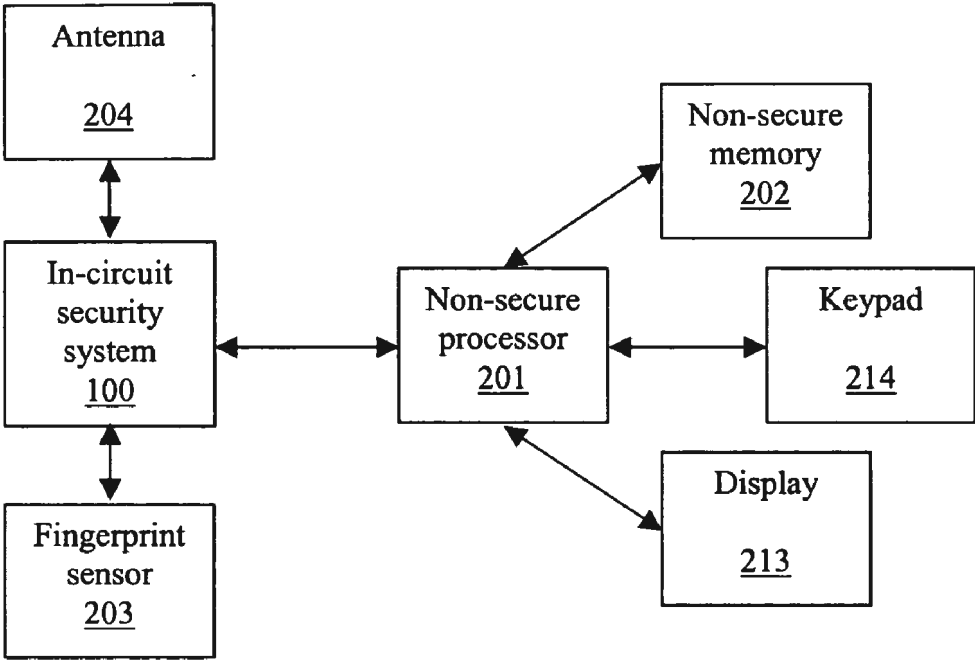 Antenna
204
In-circuit
security
system
100
Fingerprint
sensor
203
Non-secure
processor
201
Non-secure
memory
202
Keypad
214
Display
213